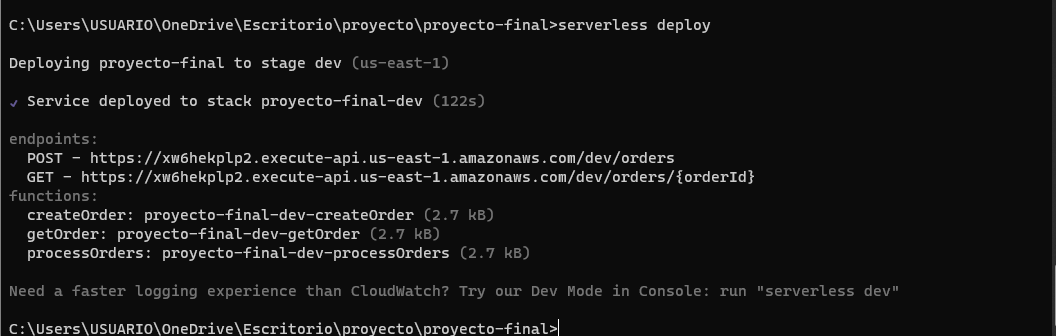 C:\Users\USUARIO\OneDrive\Escritorio\proyecto\proyecto-final>serverless deploy
Deploying proyecto-final to stage dev (us-east-1)
✔ Service deployed to stack proyecto-final-dev (122s)
endpoints:
POST - https://xw6hekplp2.execute-api.us-east-1.amazonaws.com/dev/orders
GET - https://xw6hekplp2.execute-api.us-east-1.amazonaws.com/dev/orders/{orderId}
functions:
createOrder: proyecto-final-dev-createOrder (2.7 kB)
getOrder: proyecto-final-dev-getOrder (2.7 kB)
processOrders: proyecto-final-dev-processOrders (2.7 kB)
Need a faster logging experience than CloudWatch? Try our Dev Mode in Console: run "serverless dev"
C:\Users\USUARIO\OneDrive\Escritorio\proyecto\proyecto-final>